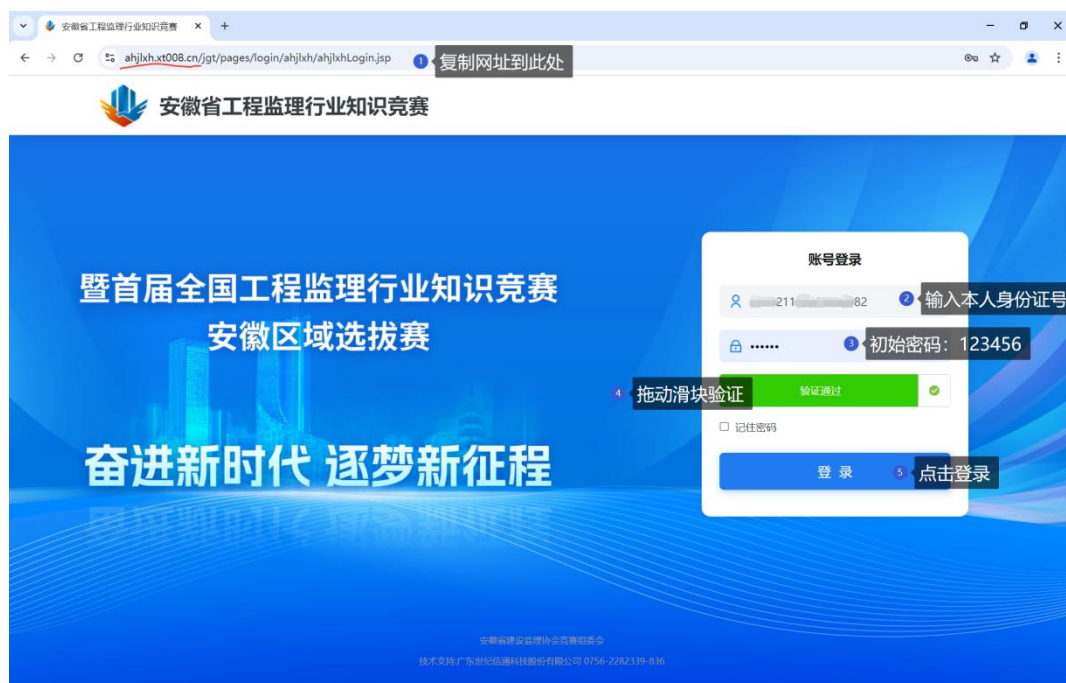 安徽省工程监理行业知识竞赛
ahjlxh.xt008.cn/jgt/pages/login/ahjlxh/ahjlxhLogin.jsp
1 复制网址到此处
安徽省工程监理行业知识竞赛
暨首届全国工程监理行业知识竞赛
安徽区域选拔赛
奋进新时代 逐梦新征程
账号登录
211 82
2 输入本人身份证号
3 初始密码：123456
4 拖动滑块验证
验证通过
记住密码
登 录
5 点击登录
安徽省建设监理协会竞赛组委会
技术支持:广东世纪信通科技股份有限公司 0756-2282339-836